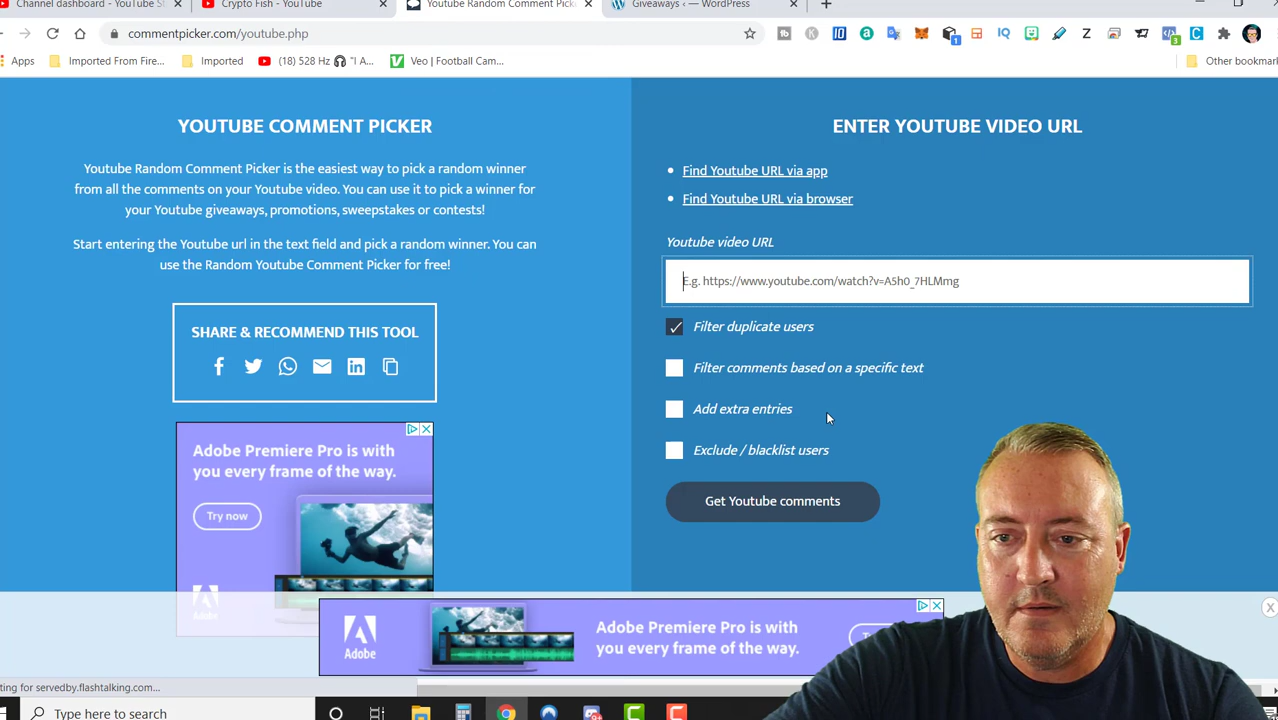 Channel dashboard - YouTube St
Crypto Fish - YouTube
Youtube Random Comment Pick
Giveaways ‹ — WordPress
commentpicker.com/youtube.php
Apps
Imported From Fire...
Imported
(18) 528 Hz "I A...
Veo | Football Cam...
Other bookmar
YOUTUBE COMMENT PICKER
Youtube Random Comment Picker is the easiest way to pick a random winner
from all the comments on your Youtube video. You can use it to pick a winner for
your Youtube giveaways, promotions, sweepstakes or contests!
Start entering the Youtube url in the text field and pick a random winner. You can
use the Random Youtube Comment Picker for free!
SHARE & RECOMMEND THIS TOOL
Adobe Premiere Pro is with
you every frame of the way.
Try now
Adobe
ENTER YOUTUBE VIDEO URL
Find Youtube URL via app
Find Youtube URL via browser
Youtube video URL
E.g. https://www.youtube.com/watch?v=A5h0_7HLMmg
Filter duplicate users
Filter comments based on a specific text
Add extra entries
Exclude / blacklist users
Get Youtube comments
Adobe
Adobe Premiere Pro is with
you every frame of the way.
ting for servedby.flashtalking.com...
Type here to search